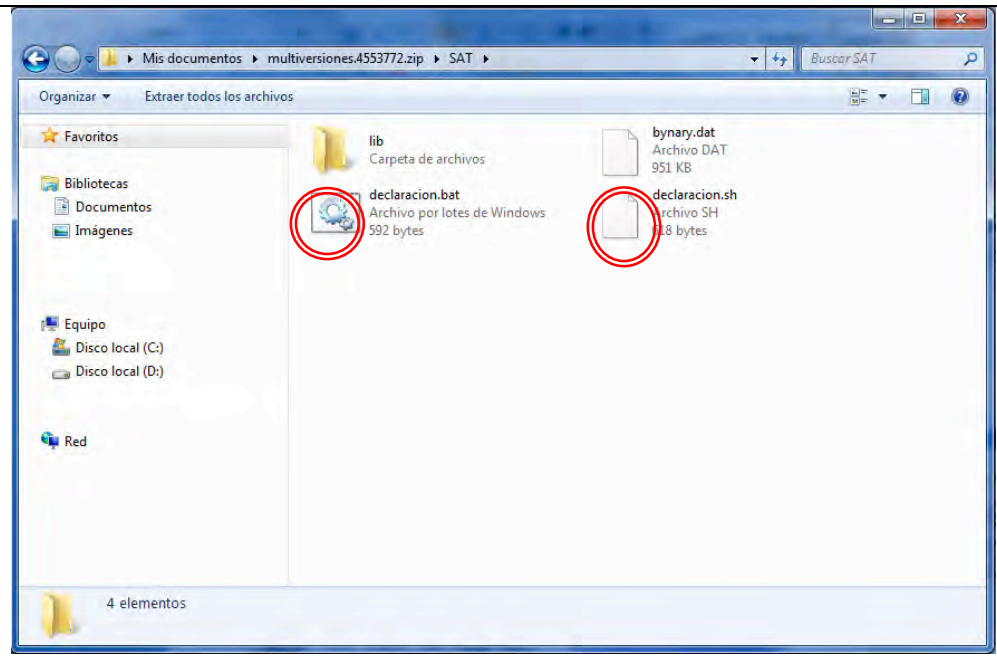 Mis documentos ▸ multiversiones.4553772.zip ▸ SAT ▸
Buscar SAT
Organizar ▾ Extraer todos los archivos
Favoritos
Bibliotecas
Documentos
Imágenes
Equipo
Disco local (C:)
Disco local (D:)
Red
lib
Carpeta de archivos
bynary.dat
Archivo DAT
951 KB
declaracion.bat
Archivo por lotes de Windows
592 bytes
declaracion.sh
Archivo SH
618 bytes
4 elementos